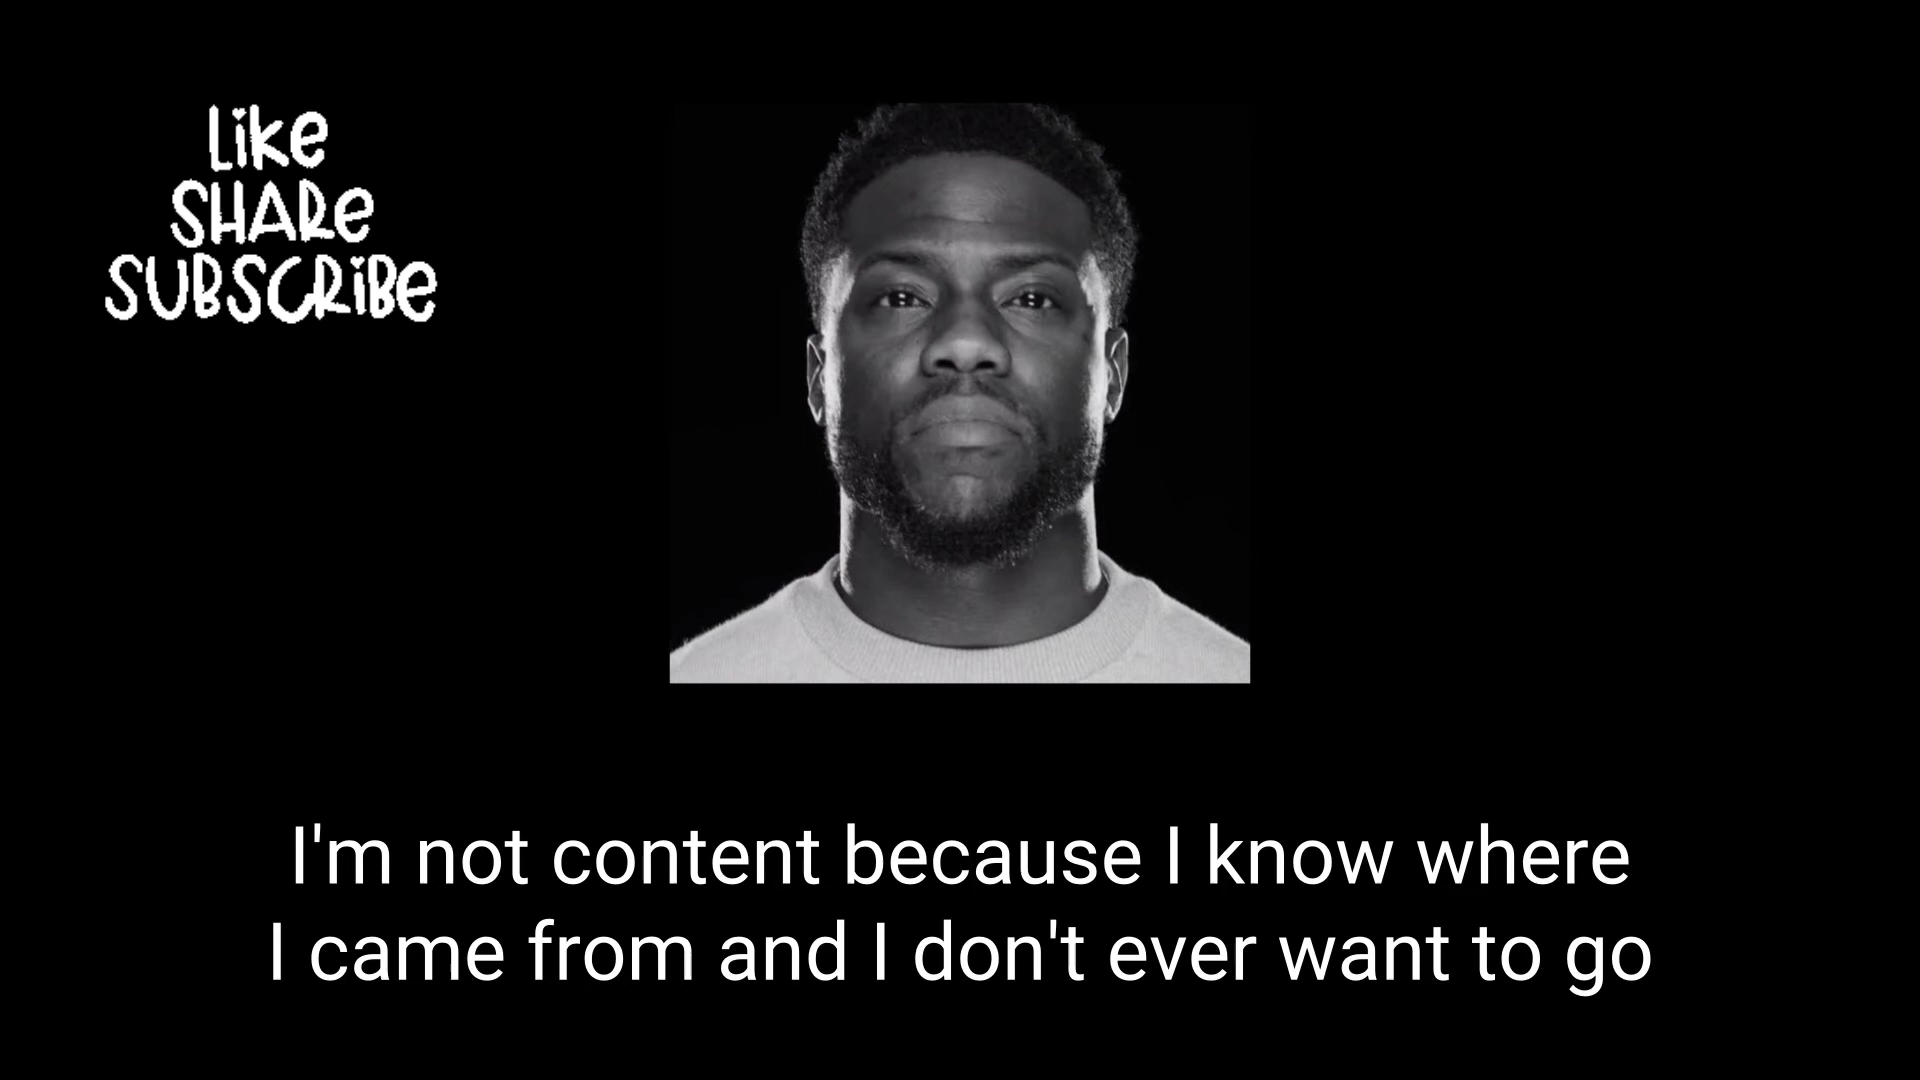 Like
SHARe
SUBSCRiBe
I'm not content because I know where
I came from and I don't ever want to go